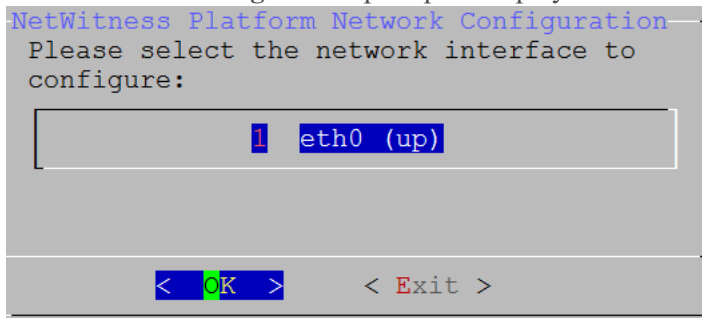 NetWitness Platform Network Configuration
Please select the network interface to
configure:
1 eth0 (up)
< OK > < Exit >